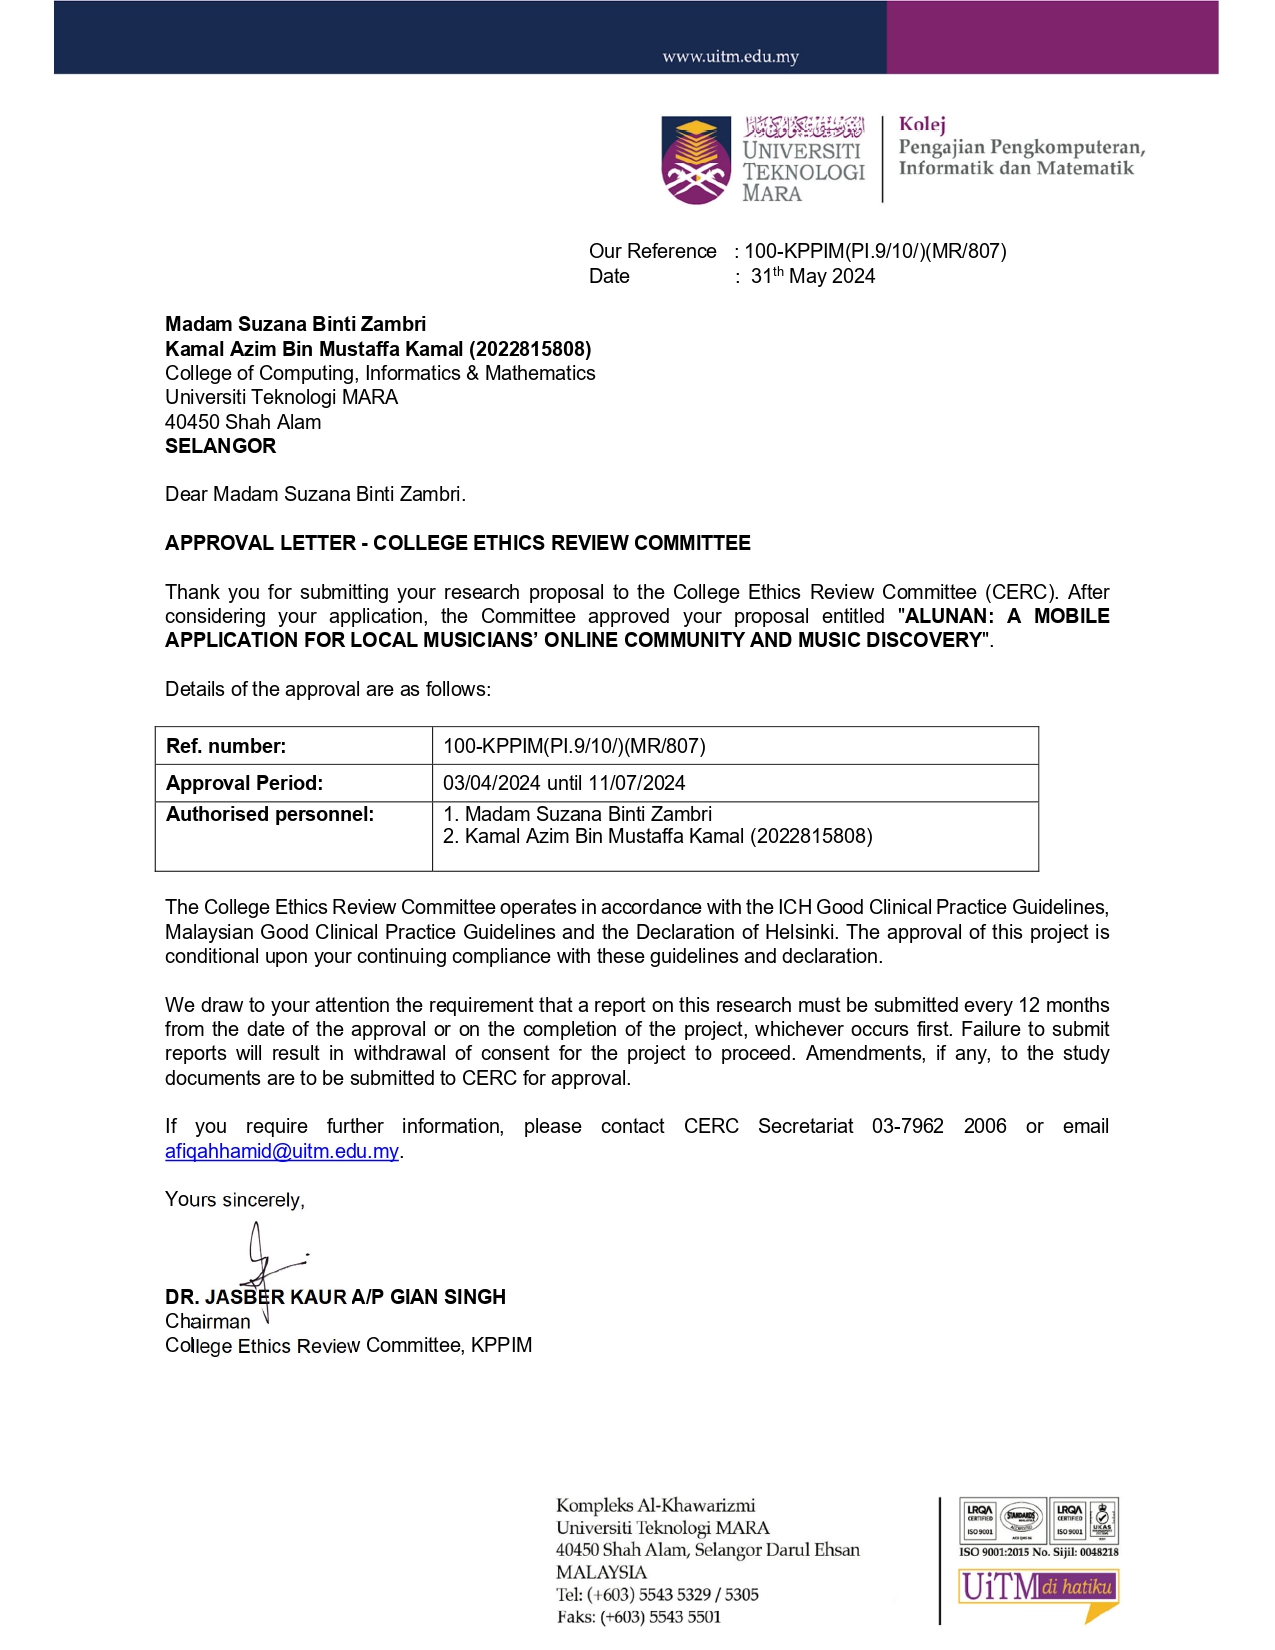 www.uitm.edu.my
UNIVERSITI
TEKNOLOGI
MARA
Kolej
Pengajian Pengkomputeran,
Informatik dan Matematik
Our Reference : 100-KPPIM(PI.9/10/)(MR/807)
Date : 31th May 2024
Madam Suzana Binti Zambri
Kamal Azim Bin Mustaffa Kamal (2022815808)
College of Computing, Informatics & Mathematics
Universiti Teknologi MARA
40450 Shah Alam
SELANGOR
Dear Madam Suzana Binti Zambri.
APPROVAL LETTER - COLLEGE ETHICS REVIEW COMMITTEE
Thank you for submitting your research proposal to the College Ethics Review Committee (CERC). After
considering your application, the Committee approved your proposal entitled "ALUNAN: A MOBILE
APPLICATION FOR LOCAL MUSICIANS’ ONLINE COMMUNITY AND MUSIC DISCOVERY".
Details of the approval are as follows:
Ref. number: 100-KPPIM(PI.9/10/)(MR/807)
Approval Period: 03/04/2024 until 11/07/2024
Authorised personnel: 1. Madam Suzana Binti Zambri
2. Kamal Azim Bin Mustaffa Kamal (2022815808)
The College Ethics Review Committee operates in accordance with the ICH Good Clinical Practice Guidelines,
Malaysian Good Clinical Practice Guidelines and the Declaration of Helsinki. The approval of this project is
conditional upon your continuing compliance with these guidelines and declaration.
We draw to your attention the requirement that a report on this research must be submitted every 12 months
from the date of the approval or on the completion of the project, whichever occurs first. Failure to submit
reports will result in withdrawal of consent for the project to proceed. Amendments, if any, to the study
documents are to be submitted to CERC for approval.
If you require further information, please contact CERC Secretariat 03-7962 2006 or email
afiqahhamid@uitm.edu.my.
Yours sincerely,
DR. JASBER KAUR A/P GIAN SINGH
Chairman
College Ethics Review Committee, KPPIM
Kompleks Al-Khawarizmi
Universiti Teknologi MARA
40450 Shah Alam, Selangor Darul Ehsan
MALAYSIA
Tel: (+603) 5543 5329 / 5305
Faks: (+603) 5543 5501
LRQA
CERTIFIED
ISO 9001
STANDARDS
LRQA
CERTIFIED
ISO 9001
UKAS
ISO 9001:2015 No. Sijil: 0048218
UiTM di hatiku